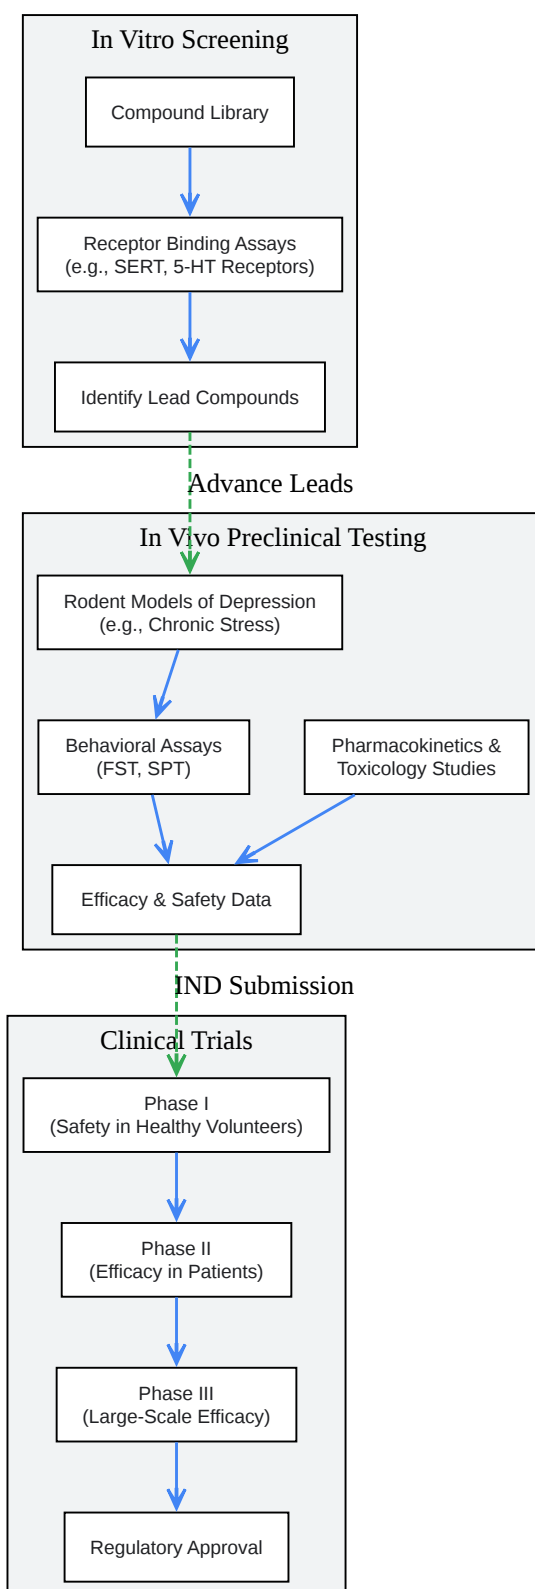 In Vitro Screening
Compound Library
Receptor Binding Assays
(e.g., SERT, 5-HT Receptors)
Identify Lead Compounds
Advance Leads
In Vivo Preclinical Testing
Rodent Models of Depression
(e.g., Chronic Stress)
Behavioral Assays
(FST, SPT)
Pharmacokinetics &
Toxicology Studies
Efficacy & Safety Data
IND Submission
Clinical Trials
Phase I
(Safety in Healthy Volunteers)
Phase II
(Efficacy in Patients)
Phase III
(Large-Scale Efficacy)
Regulatory Approval